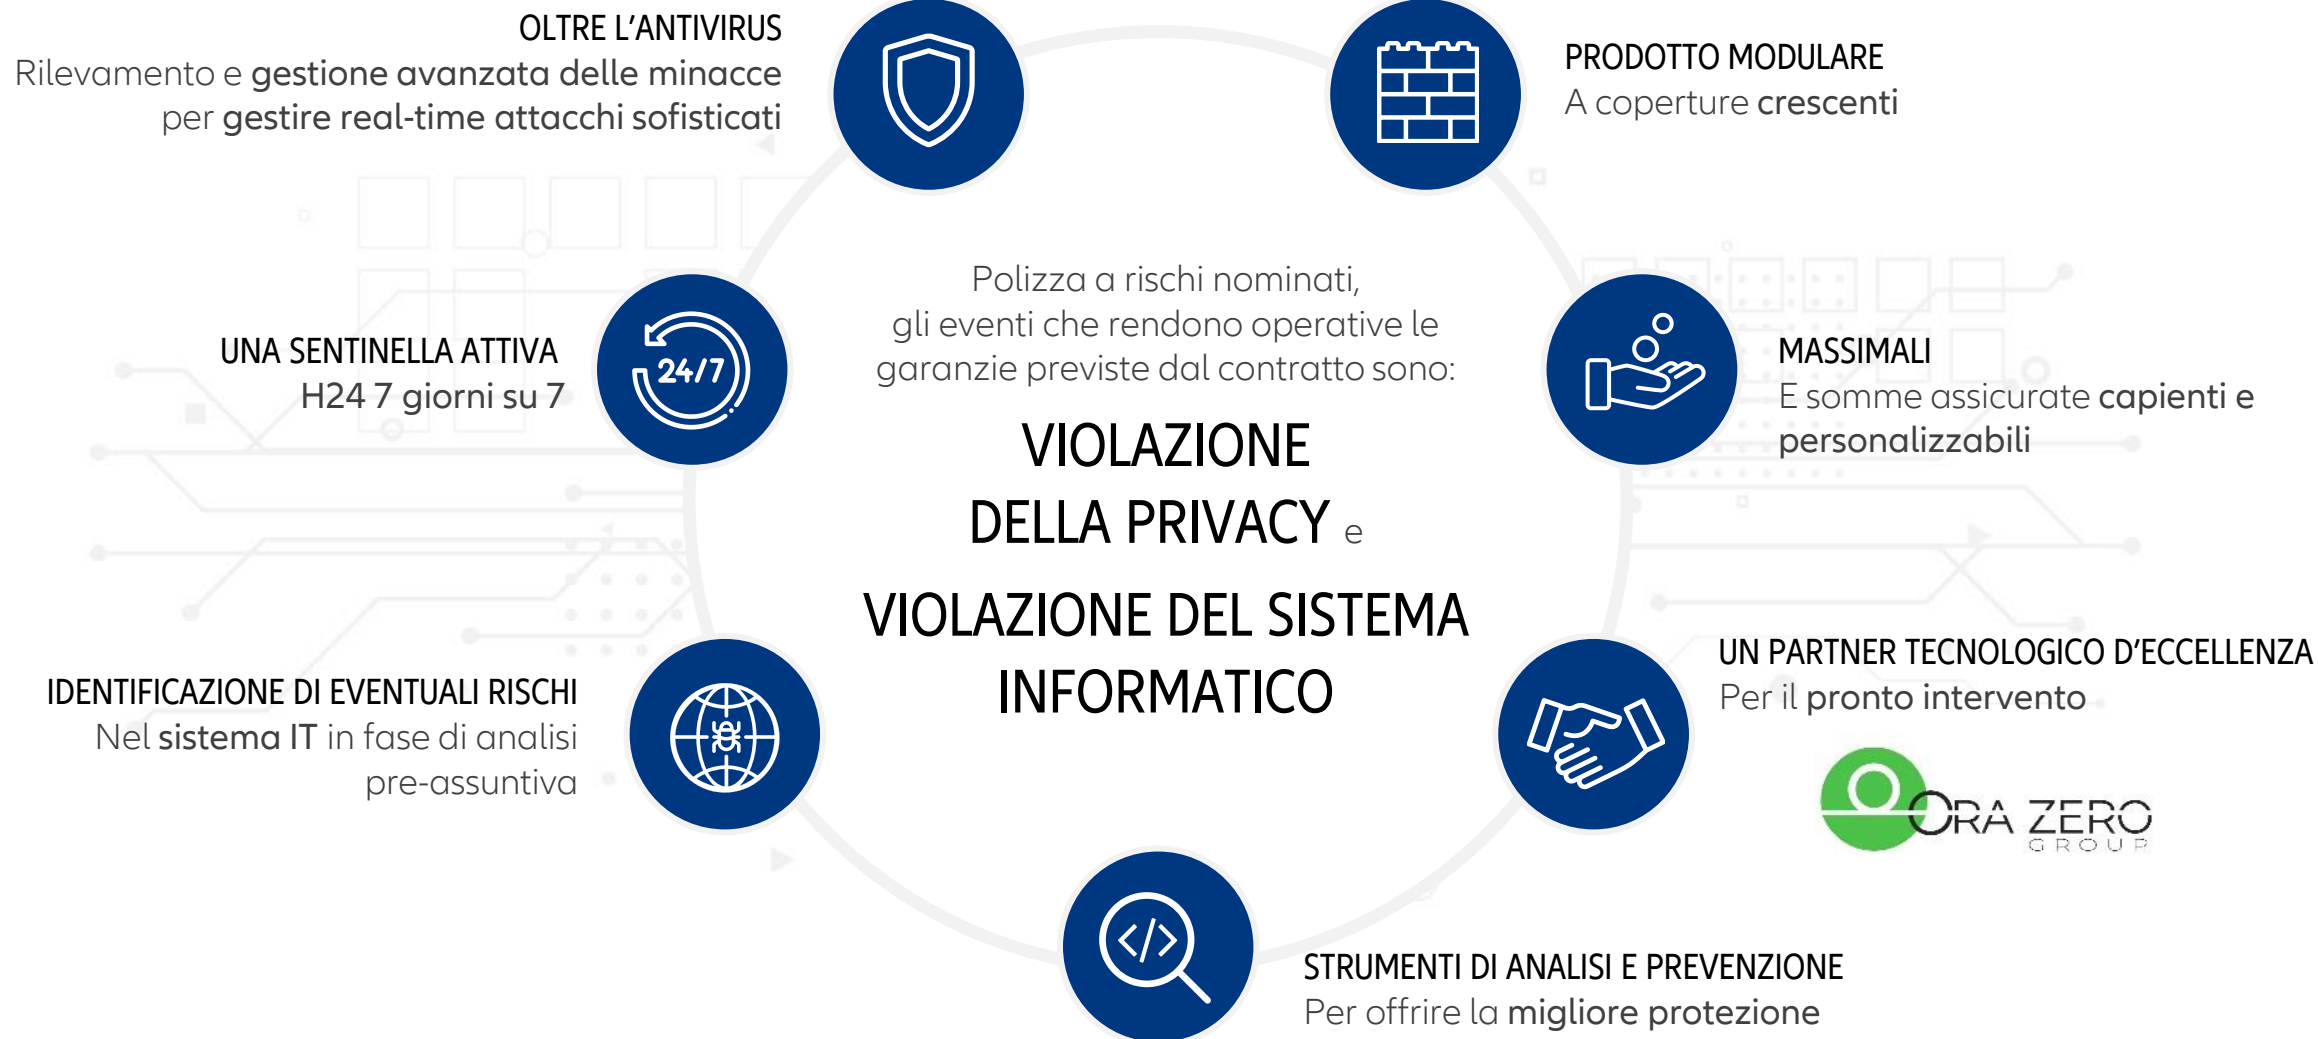 OLTRE L'ANTIVIRUS
Rilevamento e gestione avanzata delle minacce
per gestire real-time attacchi sofisticati
PRODOTTO MODULARE
A coperture crescenti
UNA SENTINELLA ATTIVA
H24 7 giorni su 7
24/7
Polizza a rischi nominati,
gli eventi che rendono operative le
garanzie previste dal contratto sono:
VIOLAZIONE
DELLA PRIVACY e
VIOLAZIONE DEL SISTEMA
INFORMATICO
MASSIMALI
E somme assicurate capienti e
personalizzabili
IDENTIFICAZIONE DI EVENTUALI RISCHI
Nel sistema IT in fase di analisi
pre-assuntiva
UN PARTNER TECNOLOGICO D'ECCELLENZA
Per il pronto intervento
ORA ZERO
GROUP
</>
STRUMENTI DI ANALISI E PREVENZIONE
Per offrire la migliore protezione